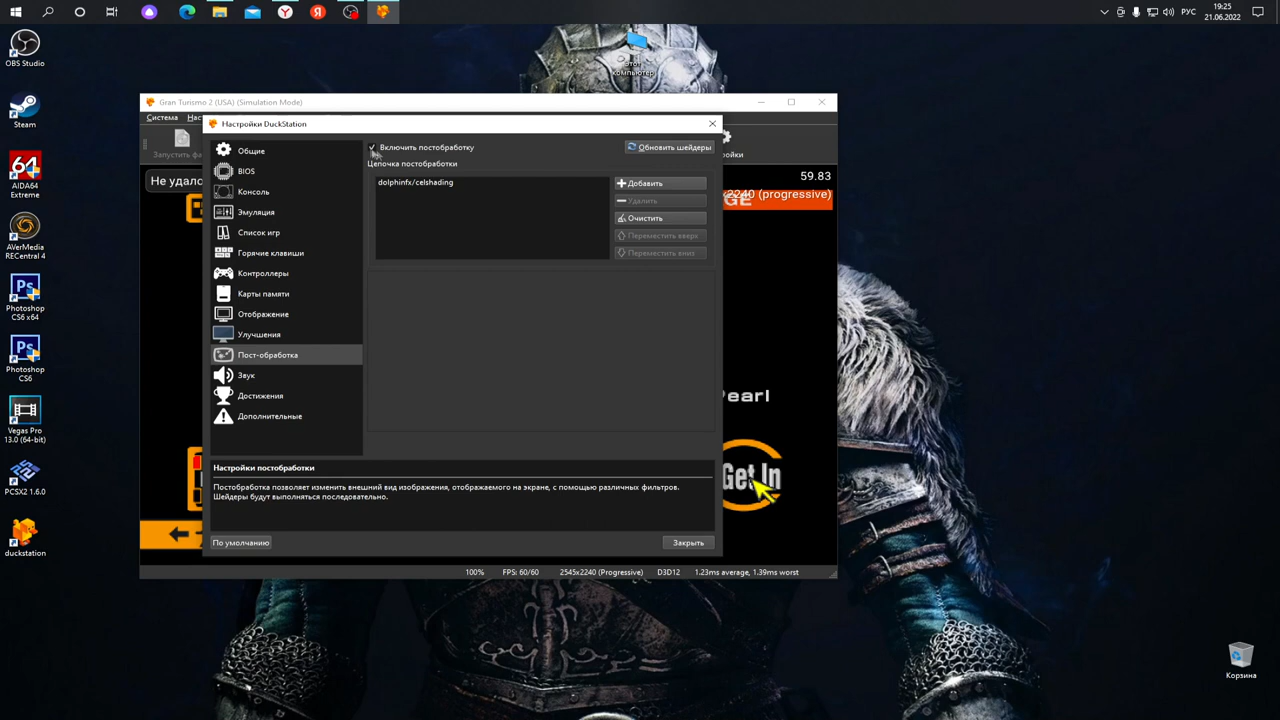 РУС
19:25
21.06.2022
OBS Studio
Steam
AIDA64
Extreme
AVerMedia
RECentral 4
Photoshop
CS6 x64
Photoshop
CS6
Vegas Pro
13.0 (64-bit)
PCSX2 1.6.0
duckstation
Этот
компьютер
Корзина
Gran Turismo 2 (USA) (Simulation Mode)
Система
Запустить фа
Не удало
59.83
(progressive)
Pearl
Get In
Настройки DuckStation
Общие
BIOS
Консоль
Эмуляция
Список игр
Горячие клавиши
Контроллеры
Карты памяти
Отображение
Улучшения
Пост-обработка
Звук
Достижения
Дополнительные
Включить постобработку
Обновить шейдеры
Цепочка постобработки
dolphinfx/celshading
Добавить
Удалить
Очистить
Переместить вверх
Переместить вниз
Настройки постобработки
Постобработка позволяет изменить внешний вид изображения, отображаемого на экране, с помощью различных фильтров.
Шейдеры будут выполняться последовательно.
По умолчанию
Закрыть
100%
FPS: 60/60
2545x2240 (Progressive)
D3D12
1.23ms average, 1.39ms worst